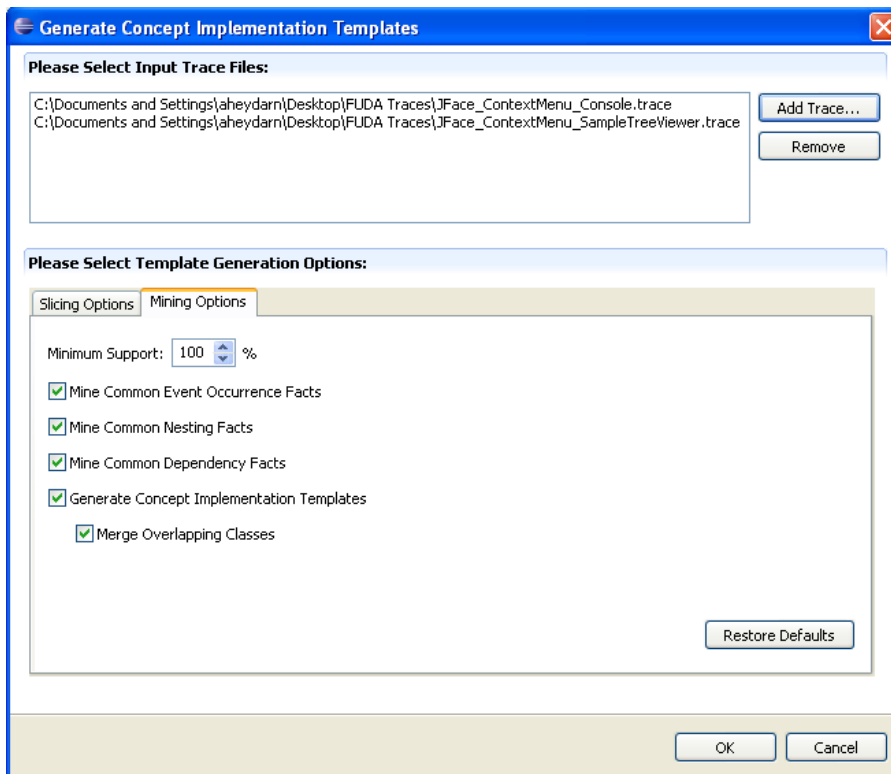 Generate Concept Implementation Templates
Please Select Input Trace Files:
C:\Documents and Settings\aheydarn\Desktop\FUDA Traces\JFace_ContextMenu_Console.trace
C:\Documents and Settings\aheydarn\Desktop\FUDA Traces\JFace_ContextMenu_SampleTreeViewer.trace
Add Trace...
Remove
Please Select Template Generation Options:
Slicing Options
Mining Options
Minimum Support: 100 %
Mine Common Event Occurrence Facts
Mine Common Nesting Facts
Mine Common Dependency Facts
Generate Concept Implementation Templates
Merge Overlapping Classes
Restore Defaults
OK
Cancel